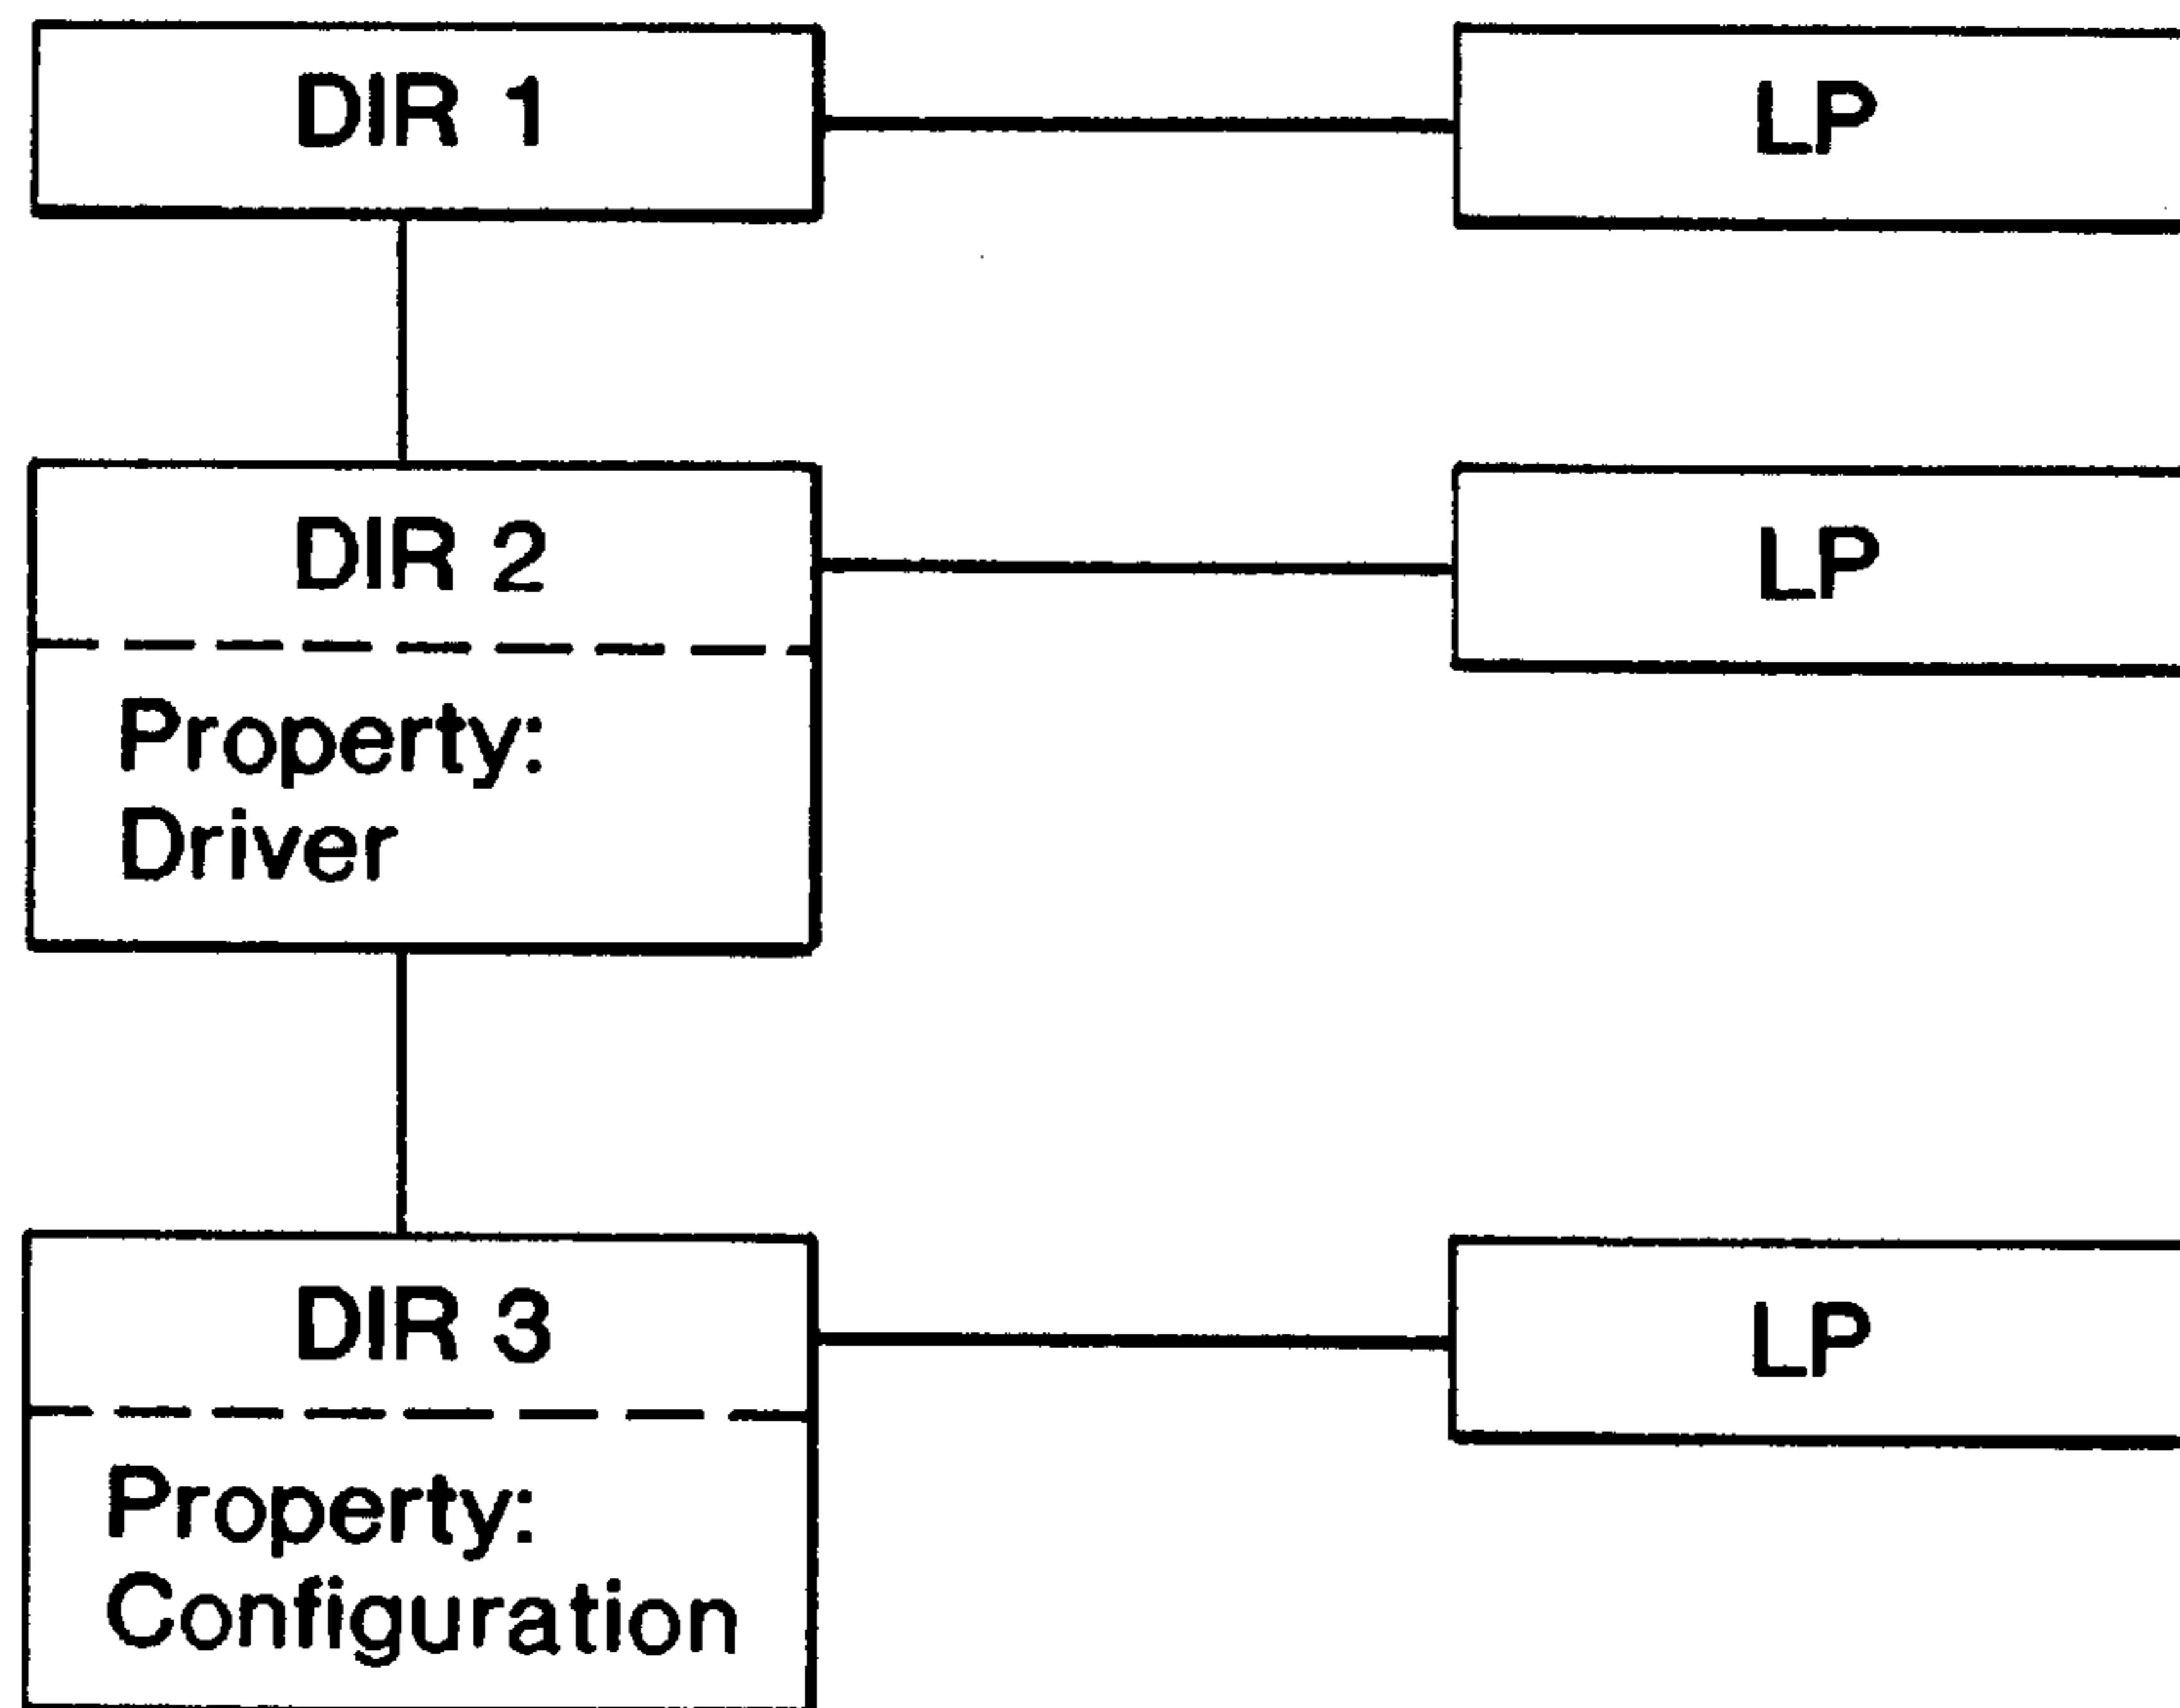 DIR 1
LP
DIR 2
LP
Property:
Driver
DIR 3
LP
Property:
Configuration